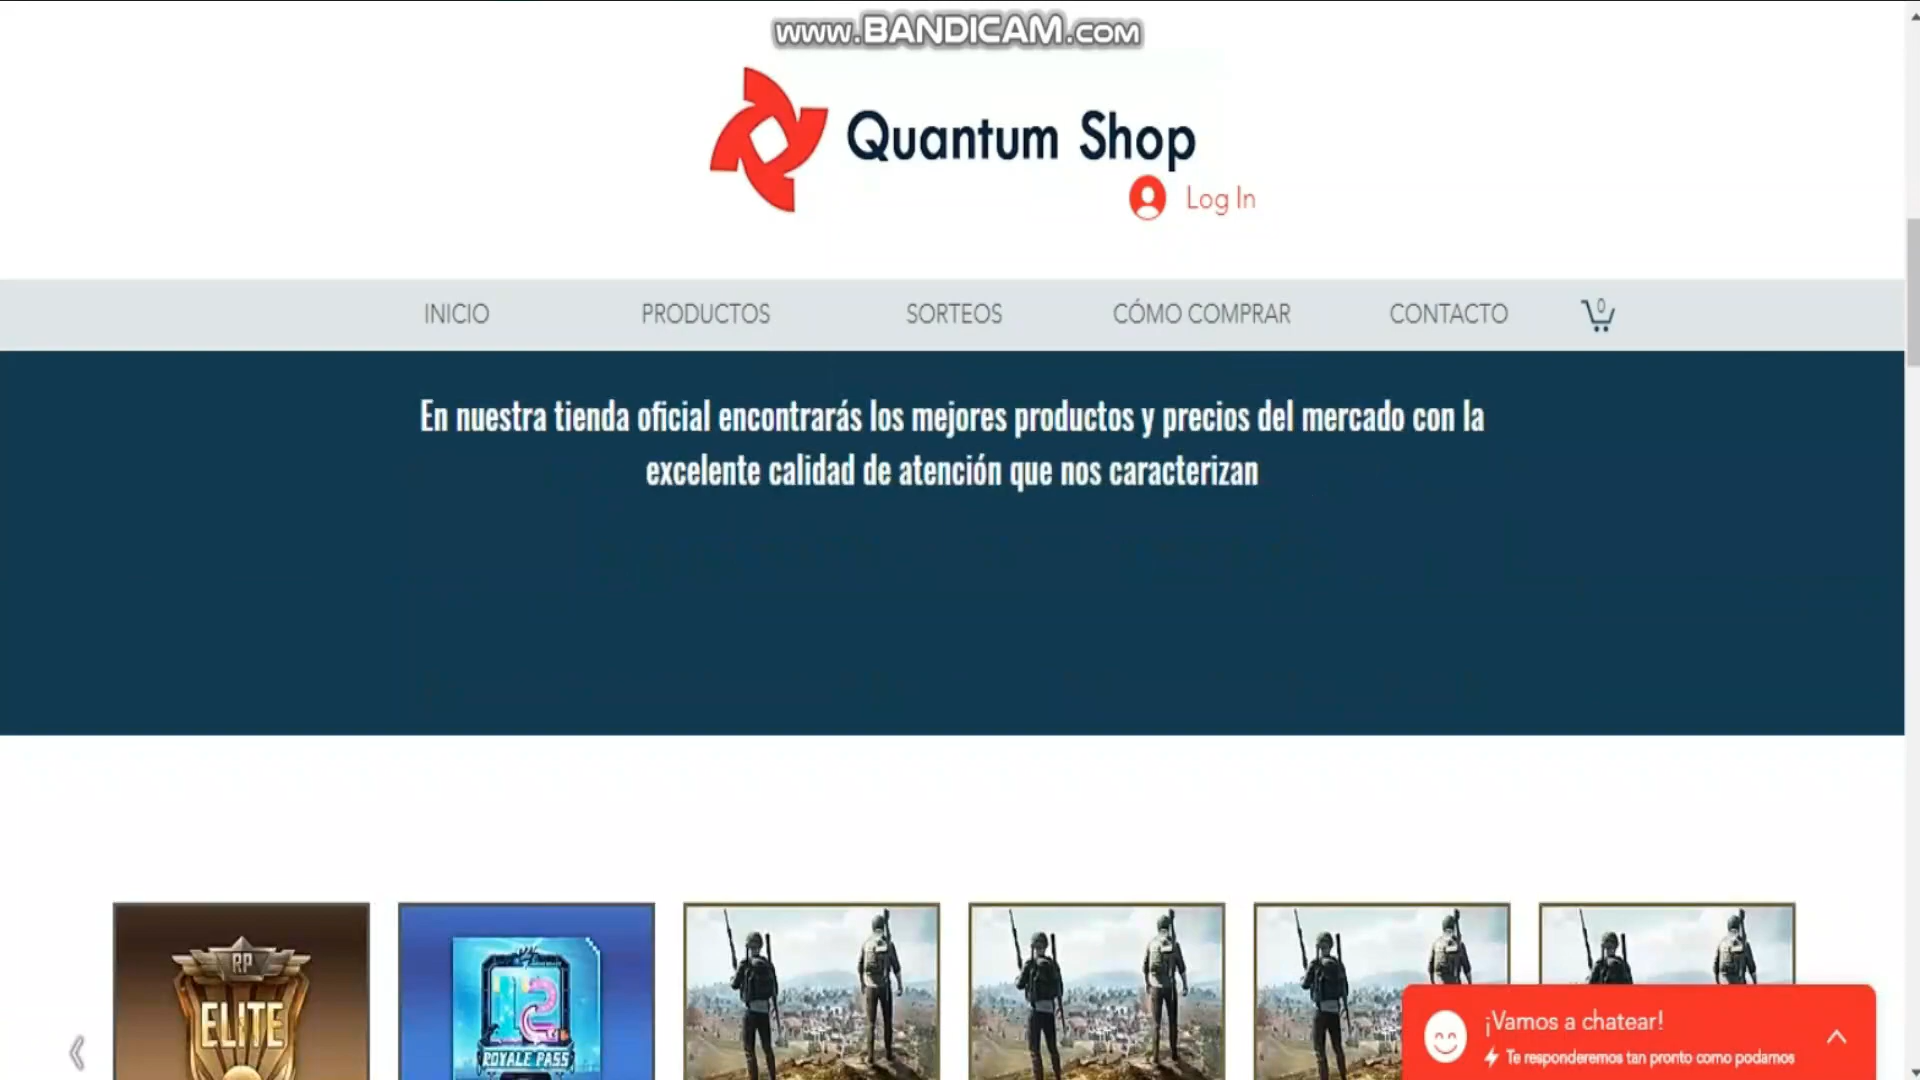 www.BANDICAM.com
Quantum Shop
Log In
INICIO PRODUCTOS SORTEOS CÓMO COMPRAR CONTACTO 0
En nuestra tienda oficial encontrarás los mejores productos y precios del mercado con la
excelente calidad de atención que nos caracterizan
RP
ELITE
12
ROYALE PASS
¡Vamos a chatear!
Te responderemos tan pronto como podamos